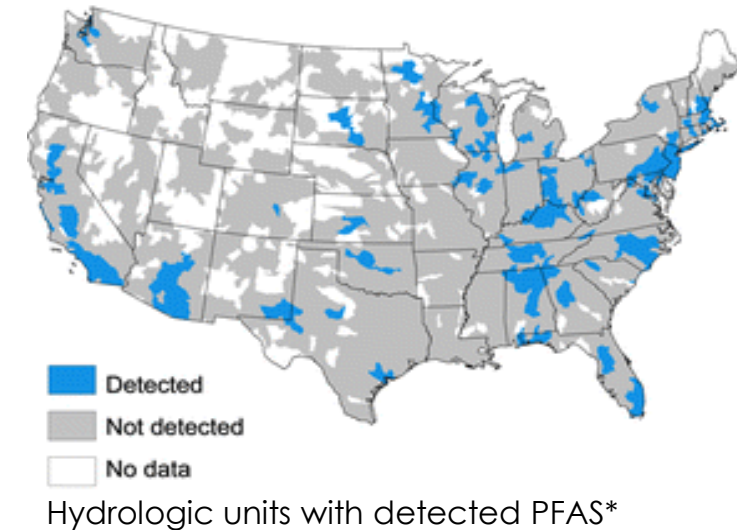 Detected
Not detected
No data
Hydrologic units with detected PFAS*